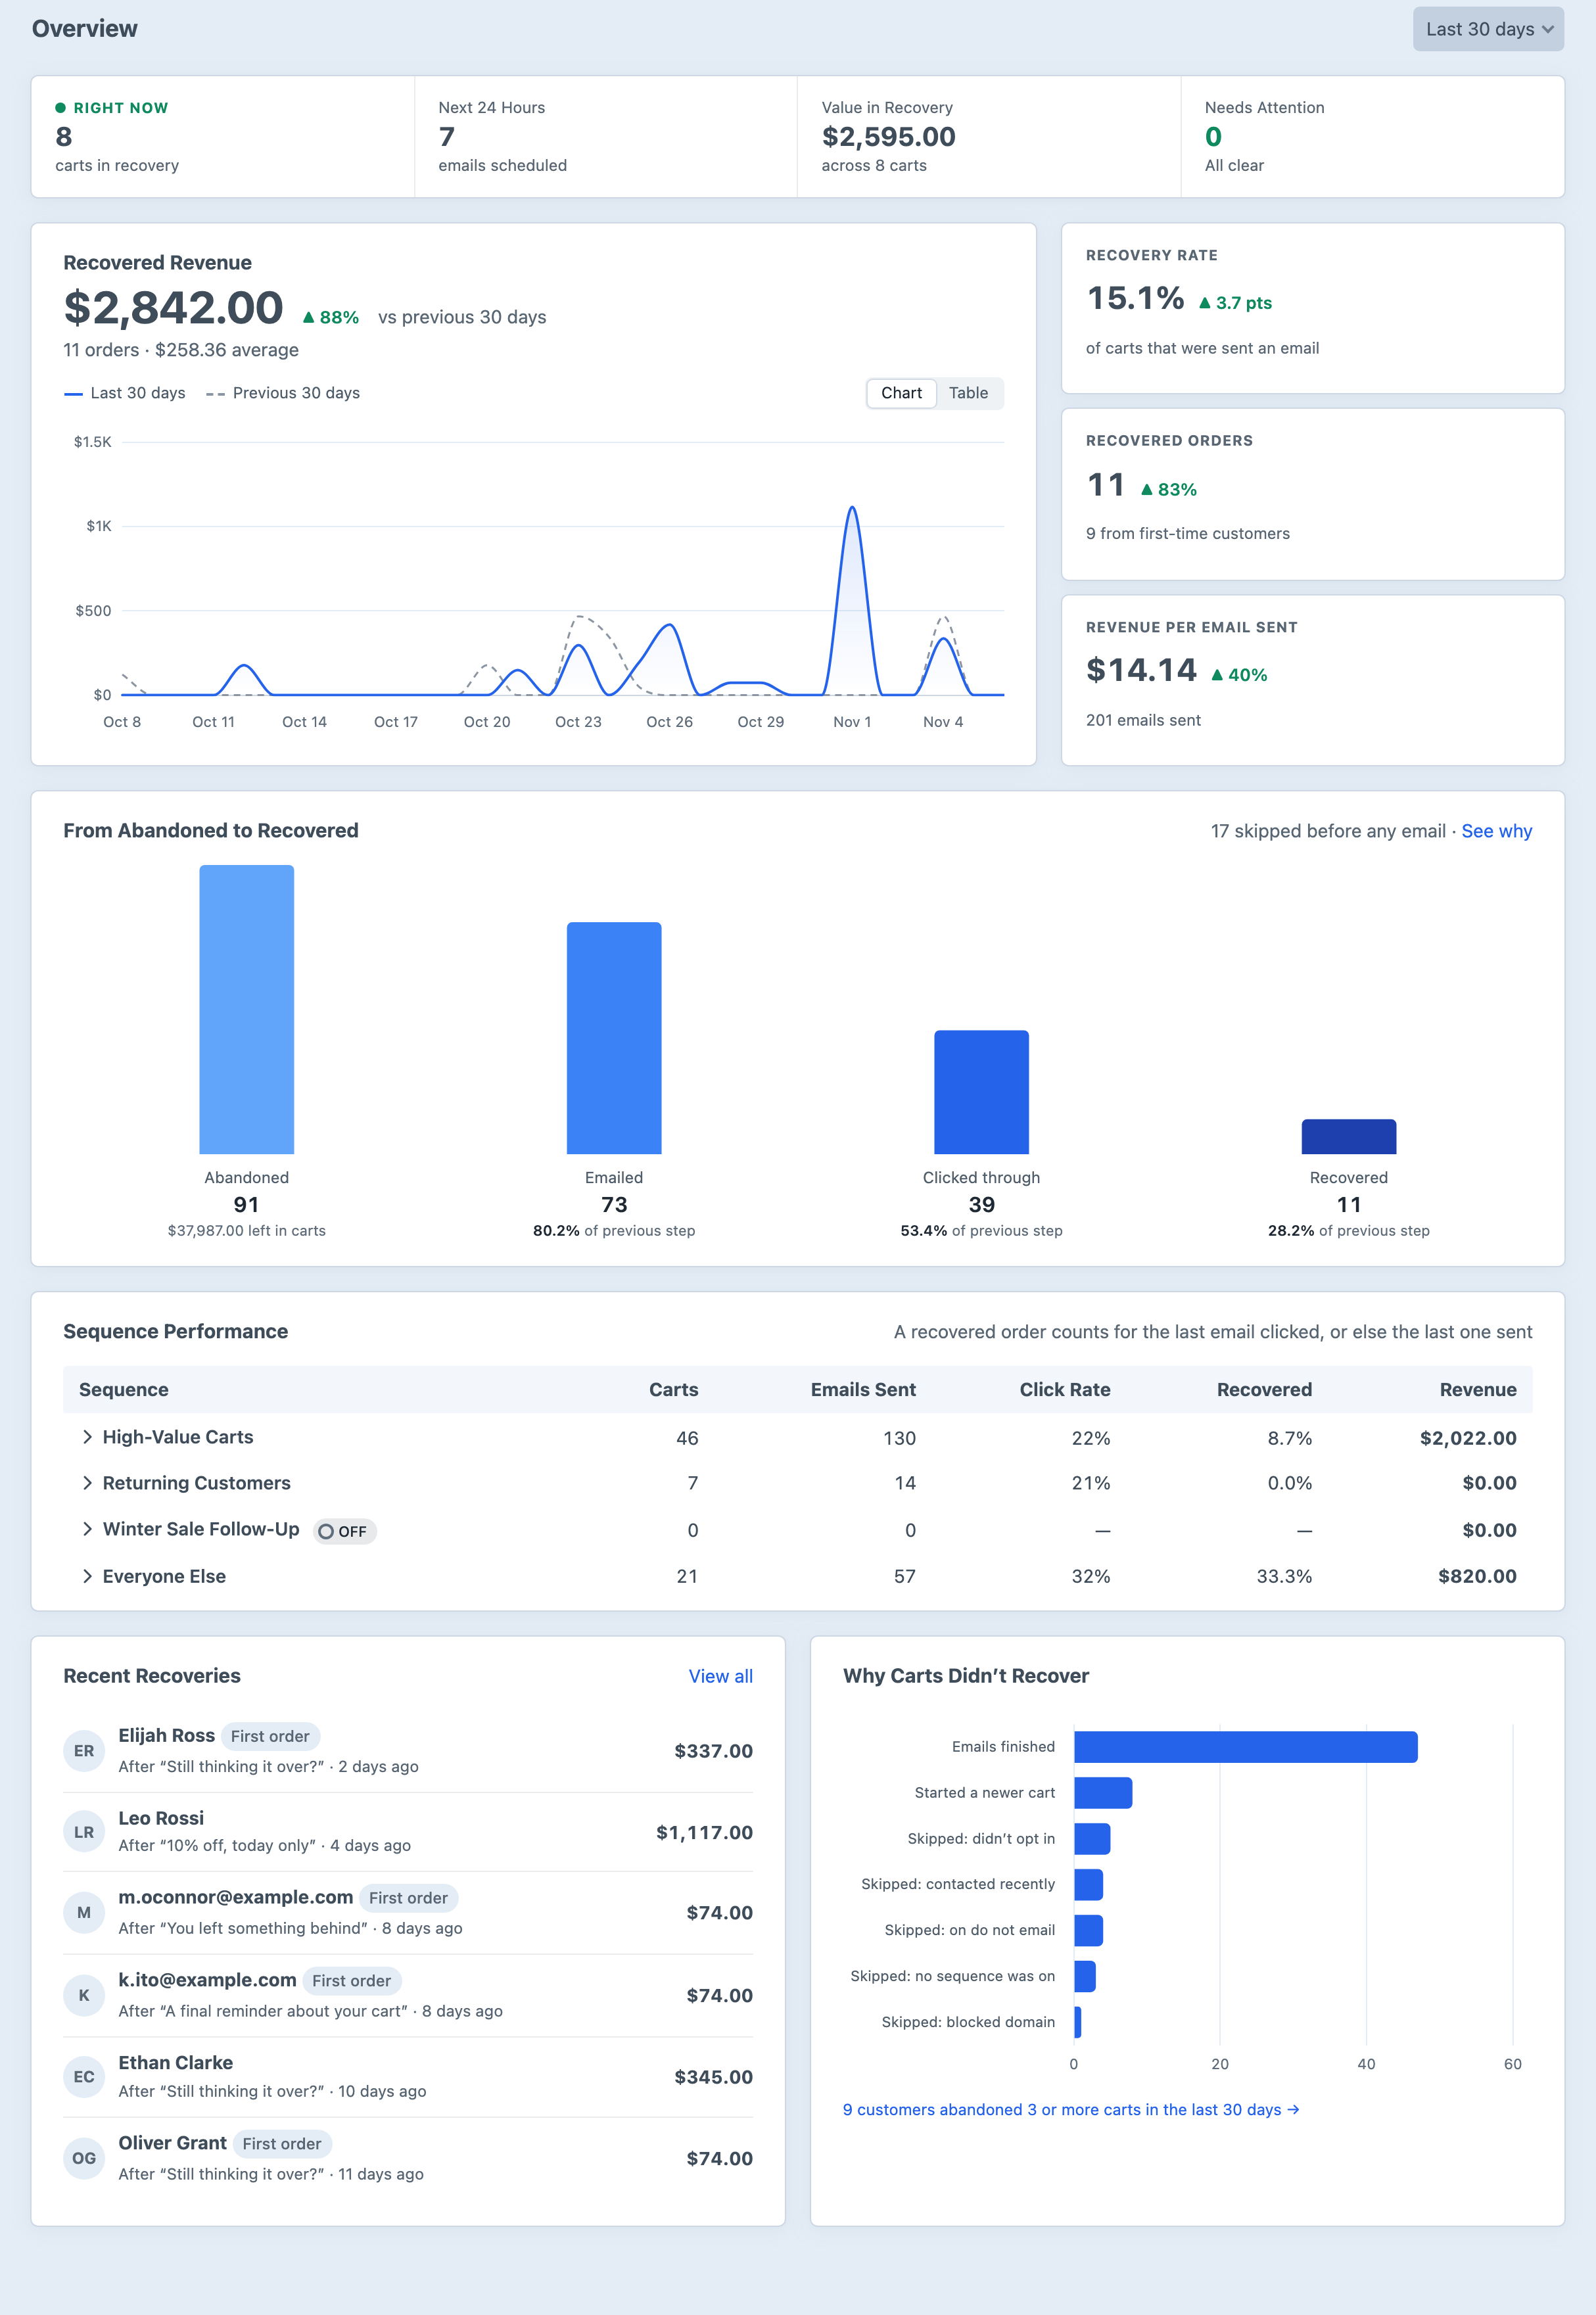 Overview
Last 30 days
RIGHT NOW
8
carts in recovery
Next 24 Hours
7
emails scheduled
Value in Recovery
$2,595.00
across 8 carts
Needs Attention
0
All clear
Recovered Revenue
$2,842.00 88% vs previous 30 days
11 orders · $258.36 average
Last 30 days Previous 30 days
Chart Table
$1.5K
$1K
$500
$0
Oct 8 Oct 11 Oct 14 Oct 17 Oct 20 Oct 23 Oct 26 Oct 29 Nov 1 Nov 4
RECOVERY RATE
15.1% 3.7 pts
of carts that were sent an email
RECOVERED ORDERS
11 83%
9 from first-time customers
REVENUE PER EMAIL SENT
$14.14 40%
201 emails sent
From Abandoned to Recovered
17 skipped before any email · See why
Abandoned
91
$37,987.00 left in carts
Emailed
73
80.2% of previous step
Clicked through
39
53.4% of previous step
Recovered
11
28.2% of previous step
Sequence Performance
A recovered order counts for the last email clicked, or else the last one sent
Sequence Carts Emails Sent Click Rate Recovered Revenue
High-Value Carts 46 130 22% 8.7% $2,022.00
Returning Customers 7 14 21% 0.0% $0.00
Winter Sale Follow-Up OFF 0 0 — — $0.00
Everyone Else 21 57 32% 33.3% $820.00
Recent Recoveries
View all
ER
Elijah Ross First order
After “Still thinking it over?” · 2 days ago
$337.00
LR
Leo Rossi
After “10% off, today only” · 4 days ago
$1,117.00
M
m.oconnor@example.com First order
After “You left something behind” · 8 days ago
$74.00
K
k.ito@example.com First order
After “A final reminder about your cart” · 8 days ago
$74.00
EC
Ethan Clarke
After “Still thinking it over?” · 10 days ago
$345.00
OG
Oliver Grant First order
After “Still thinking it over?” · 11 days ago
$74.00
Why Carts Didn’t Recover
Emails finished
Started a newer cart
Skipped: didn’t opt in
Skipped: contacted recently
Skipped: on do not email
Skipped: no sequence was on
Skipped: blocked domain
0 20 40 60
9 customers abandoned 3 or more carts in the last 30 days →